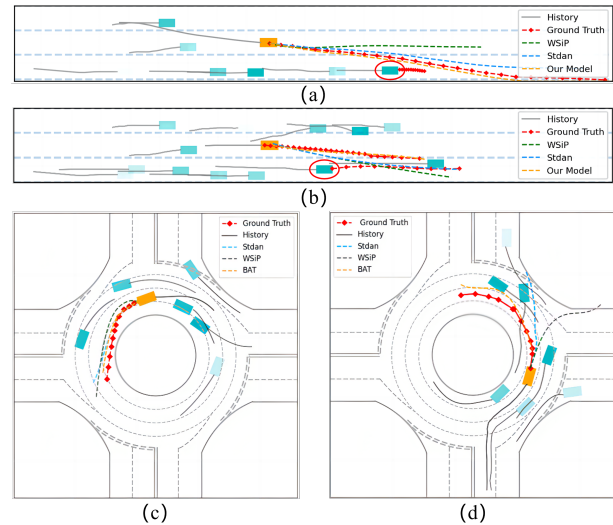 History
Ground Truth
WSiP
Stdan
Our Model
(a)
History
Ground Truth
WSiP
Stdan
Our Model
(b)
Ground Truth
History
Stdan
WSiP
BAT
Ground Truth
History
Stdan
WSiP
BAT
(c)
(d)